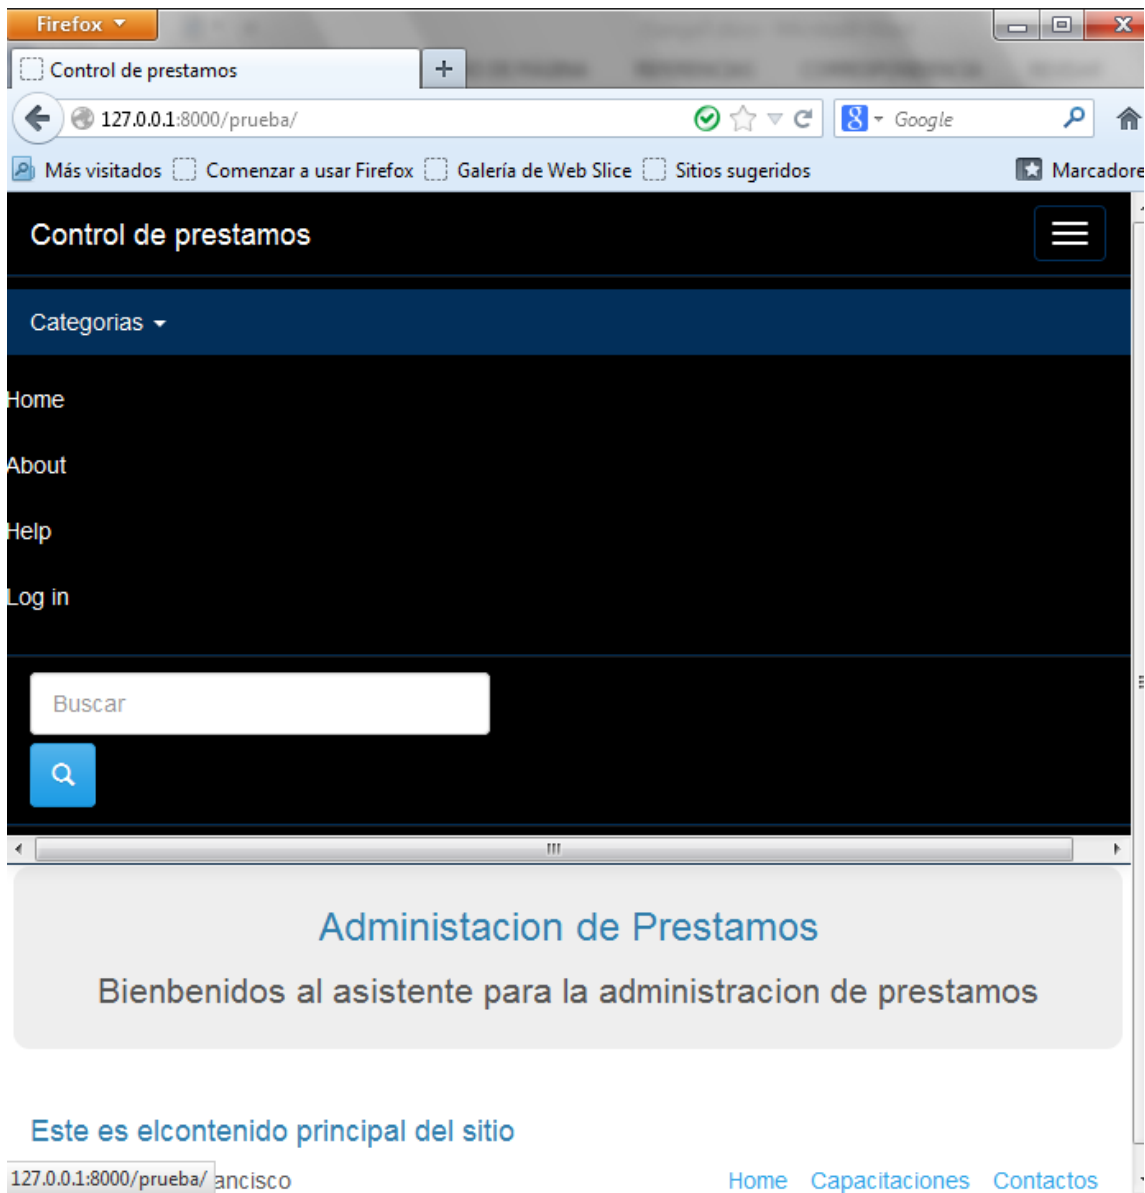 Firefox
Control de prestamos
127.0.0.1:8000/prueba/
Google
Más visitados Comenzar a usar Firefox Galería de Web Slice Sitios sugeridos Marcadore
Control de prestamos
Categorias
Home
About
Help
Log in
Buscar
Administacion de Prestamos
Bienbenidos al asistente para la administracion de prestamos
Este es elcontenido principal del sitio
127.0.0.1:8000/prueba/ ancisco Home Capacitaciones Contactos